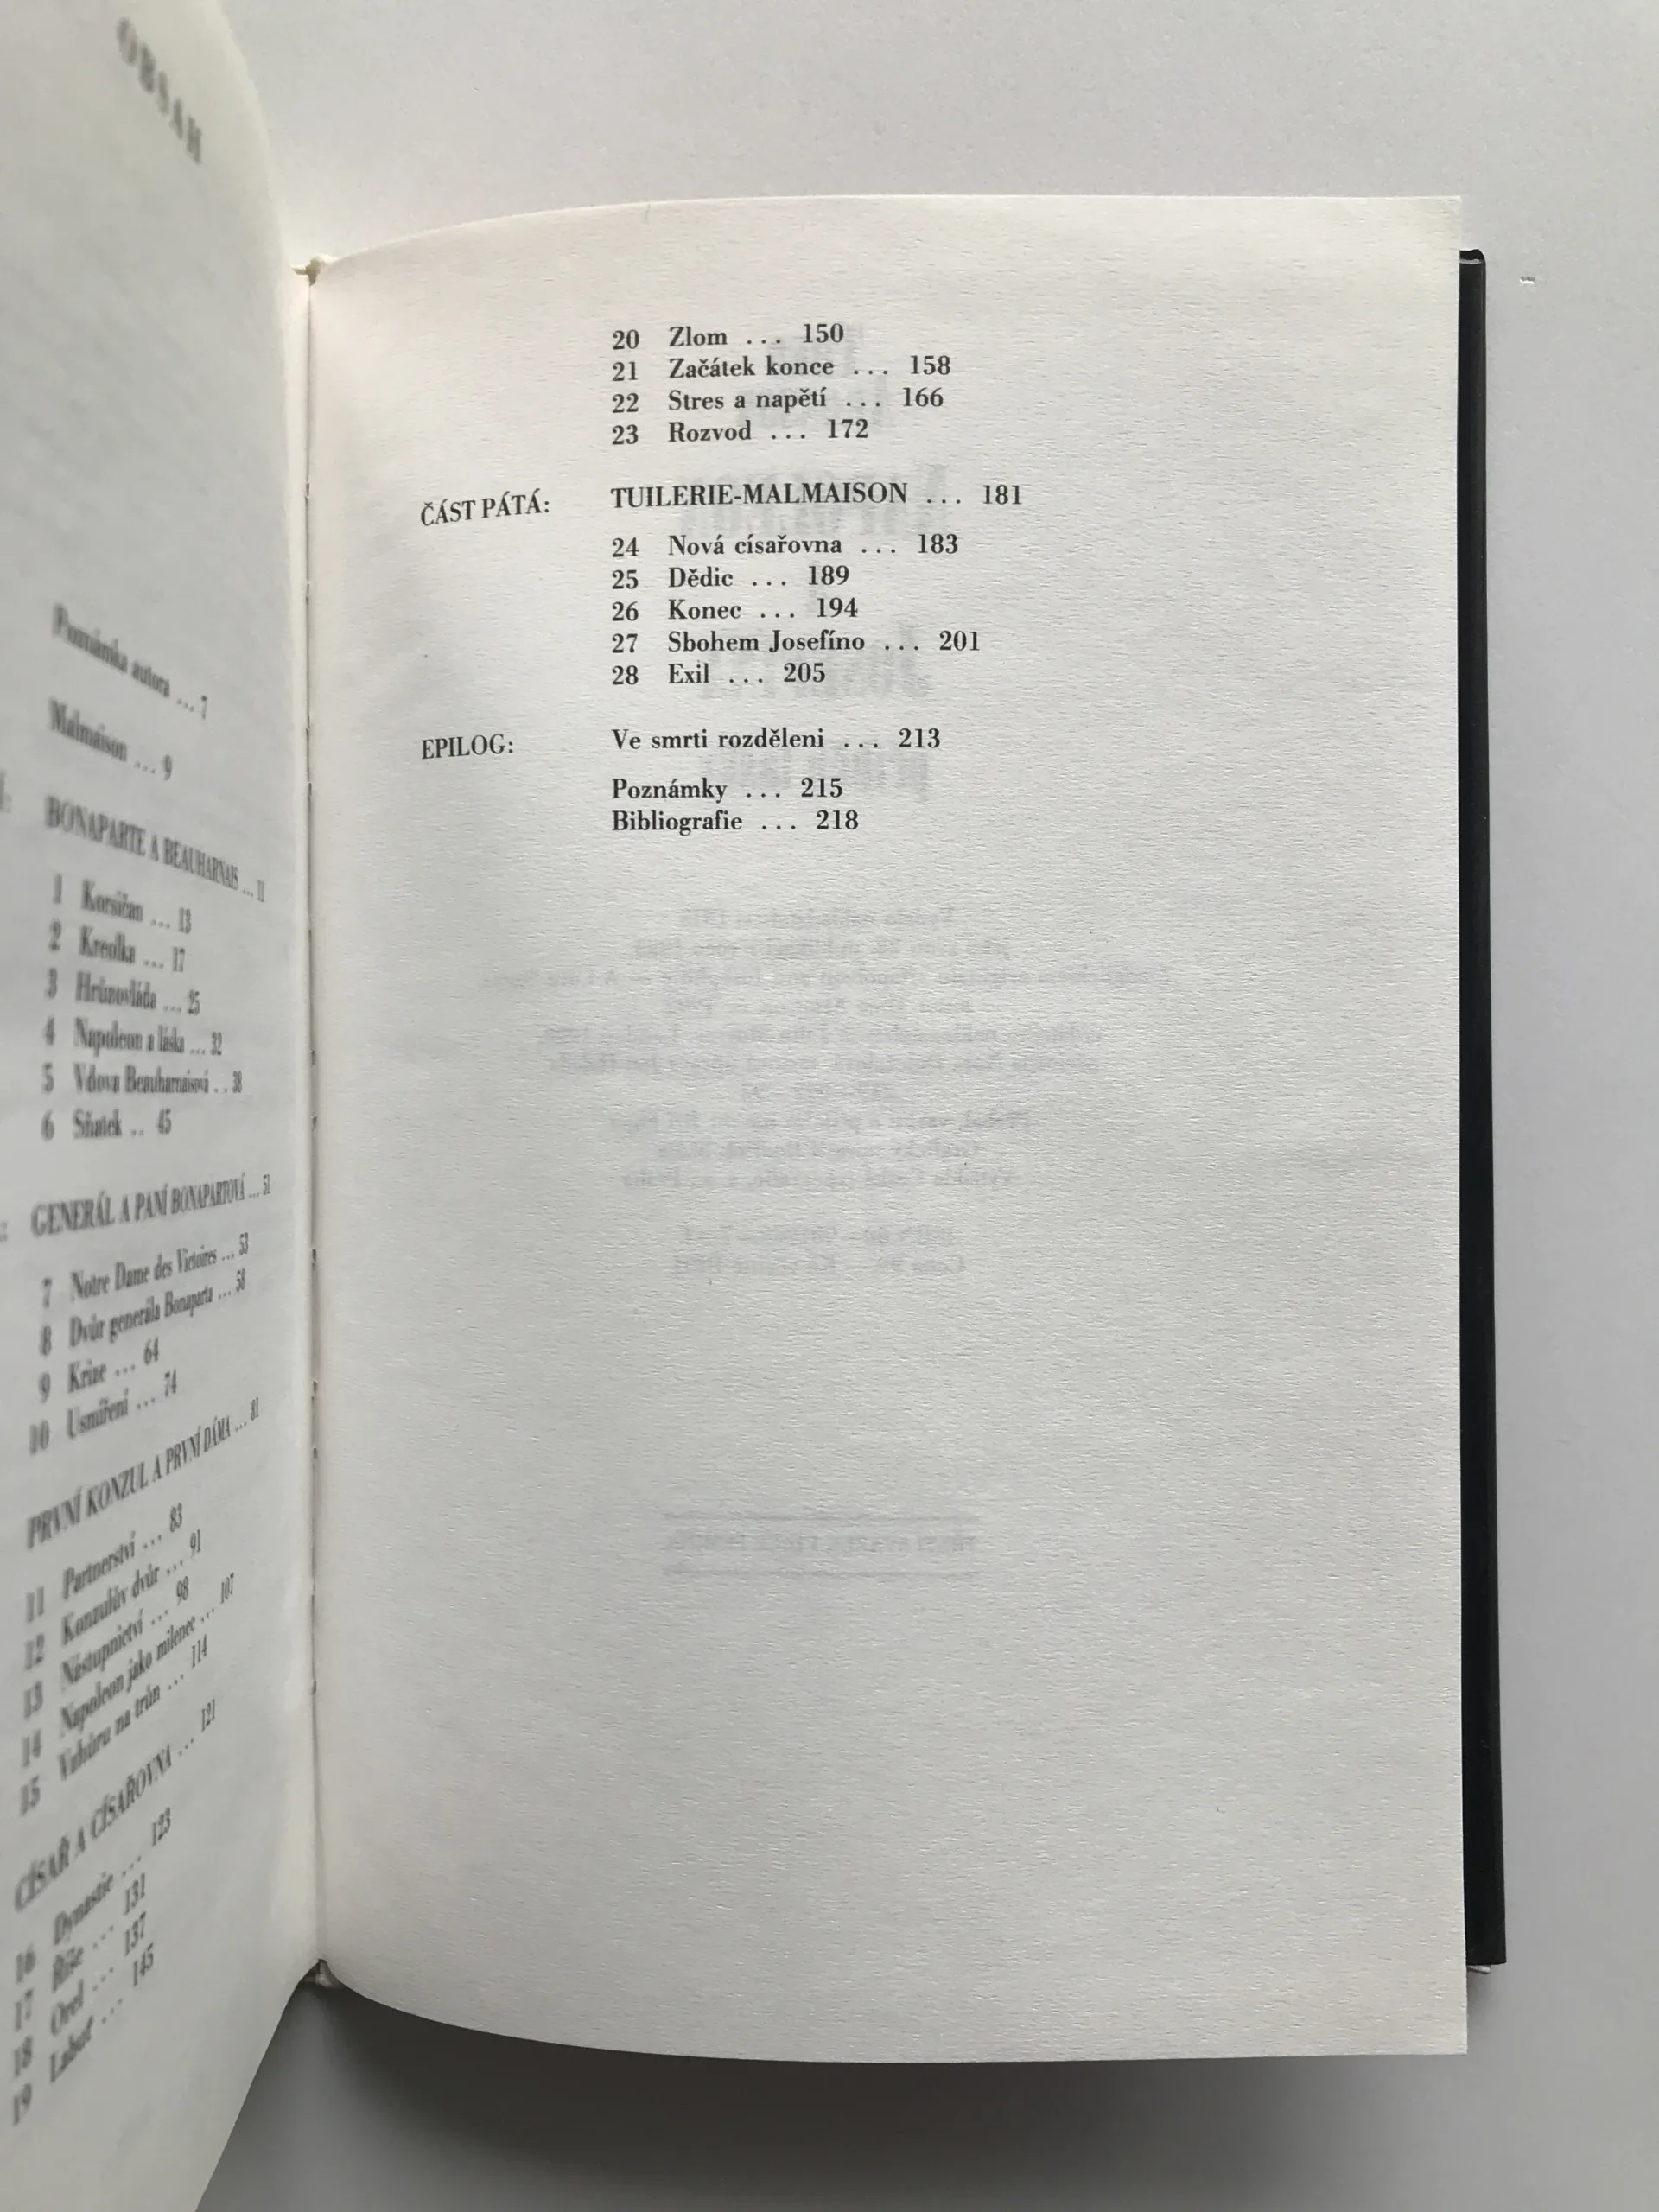 OBSAH
Poznámka autora ... 7
Malmaison ... 9
BONAPARTE A BEAUHARNAIS ... 11
1 Korsičan ... 13
2 Kreolka ... 17
3 Hrůzovláda ... 25
4 Napoleon a láska ... 32
5 Vdova Beauharnaisová .. 38
6 Sňatek .. 45
GENERÁL A PANÍ BONAPARTOVÁ ... 51
7 Notre Dame des Victoires ... 53
8 Dvůr generála Bonaparta ... 58
9 Krize ... 64
10 Usmíření ... 74
PRVNÍ KONZUL A PRVNÍ DÁMA ... 81
11 Partnerství ... 83
12 Konzulův dvůr ... 91
13 Nástupnictví ... 98
14 Napoleon jako milenec ... 107
15 Vzhůru na trůn ... 114
CÍSAŘ A CÍSAŘOVNA ... 121
16 Dynastie ... 123
17 Říše ... 131
18 Orel ... 137
19 Labuť ... 145
20 Zlom ... 150
21 Začátek konce ... 158
22 Stres a napětí ... 166
23 Rozvod ... 172
ČÁST PÁTÁ: TUILERIE-MALMAISON ... 181
24 Nová císařovna ... 183
25 Dědic ... 189
26 Konec ... 194
27 Sbohem Josefíno ... 201
28 Exil ... 205
EPILOG: Ve smrti rozděleni ... 213
Poznámky ... 215
Bibliografie ... 218